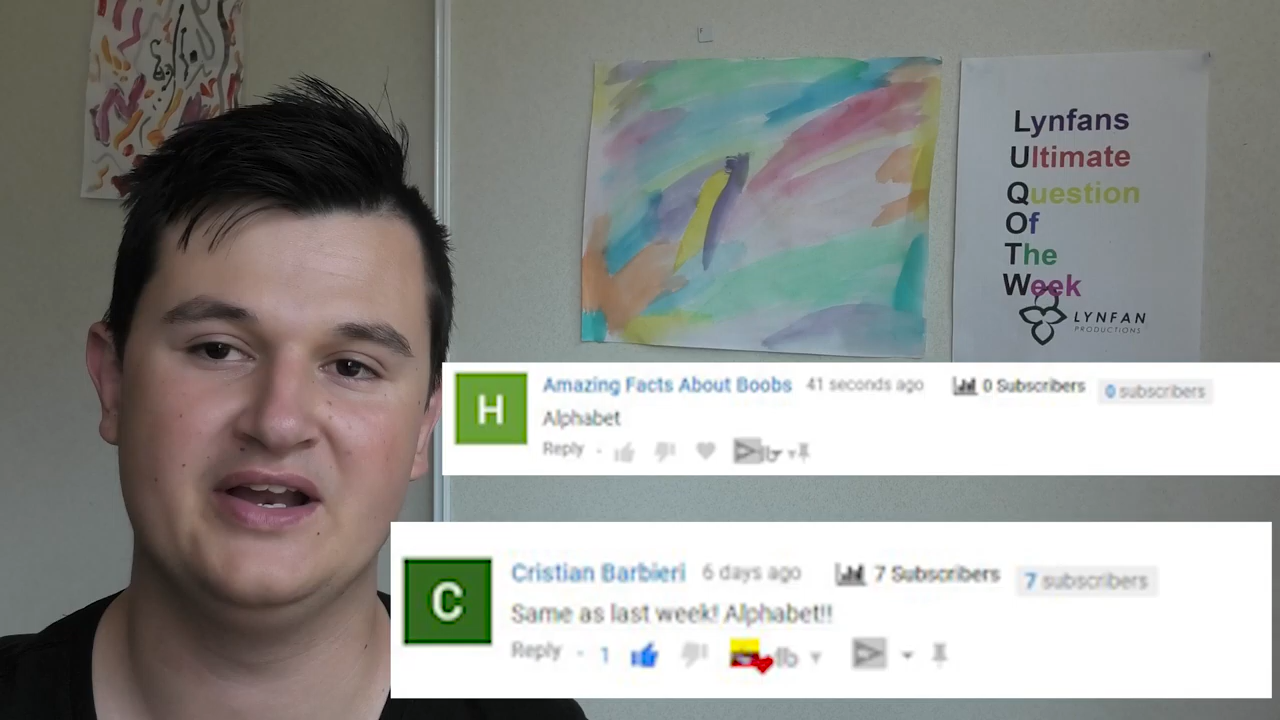 Lynfans
Ultimate
Question
Of
The
Week
LYNFAN
PRODUCTIONS
H
Amazing Facts About Boobs 41 seconds ago 0 Subscribers 0 subscribers
Alphabet
Reply
C
Cristian Barbieri 6 days ago 7 Subscribers 7 subscribers
Same as last week! Alphabet!!
Reply · 1